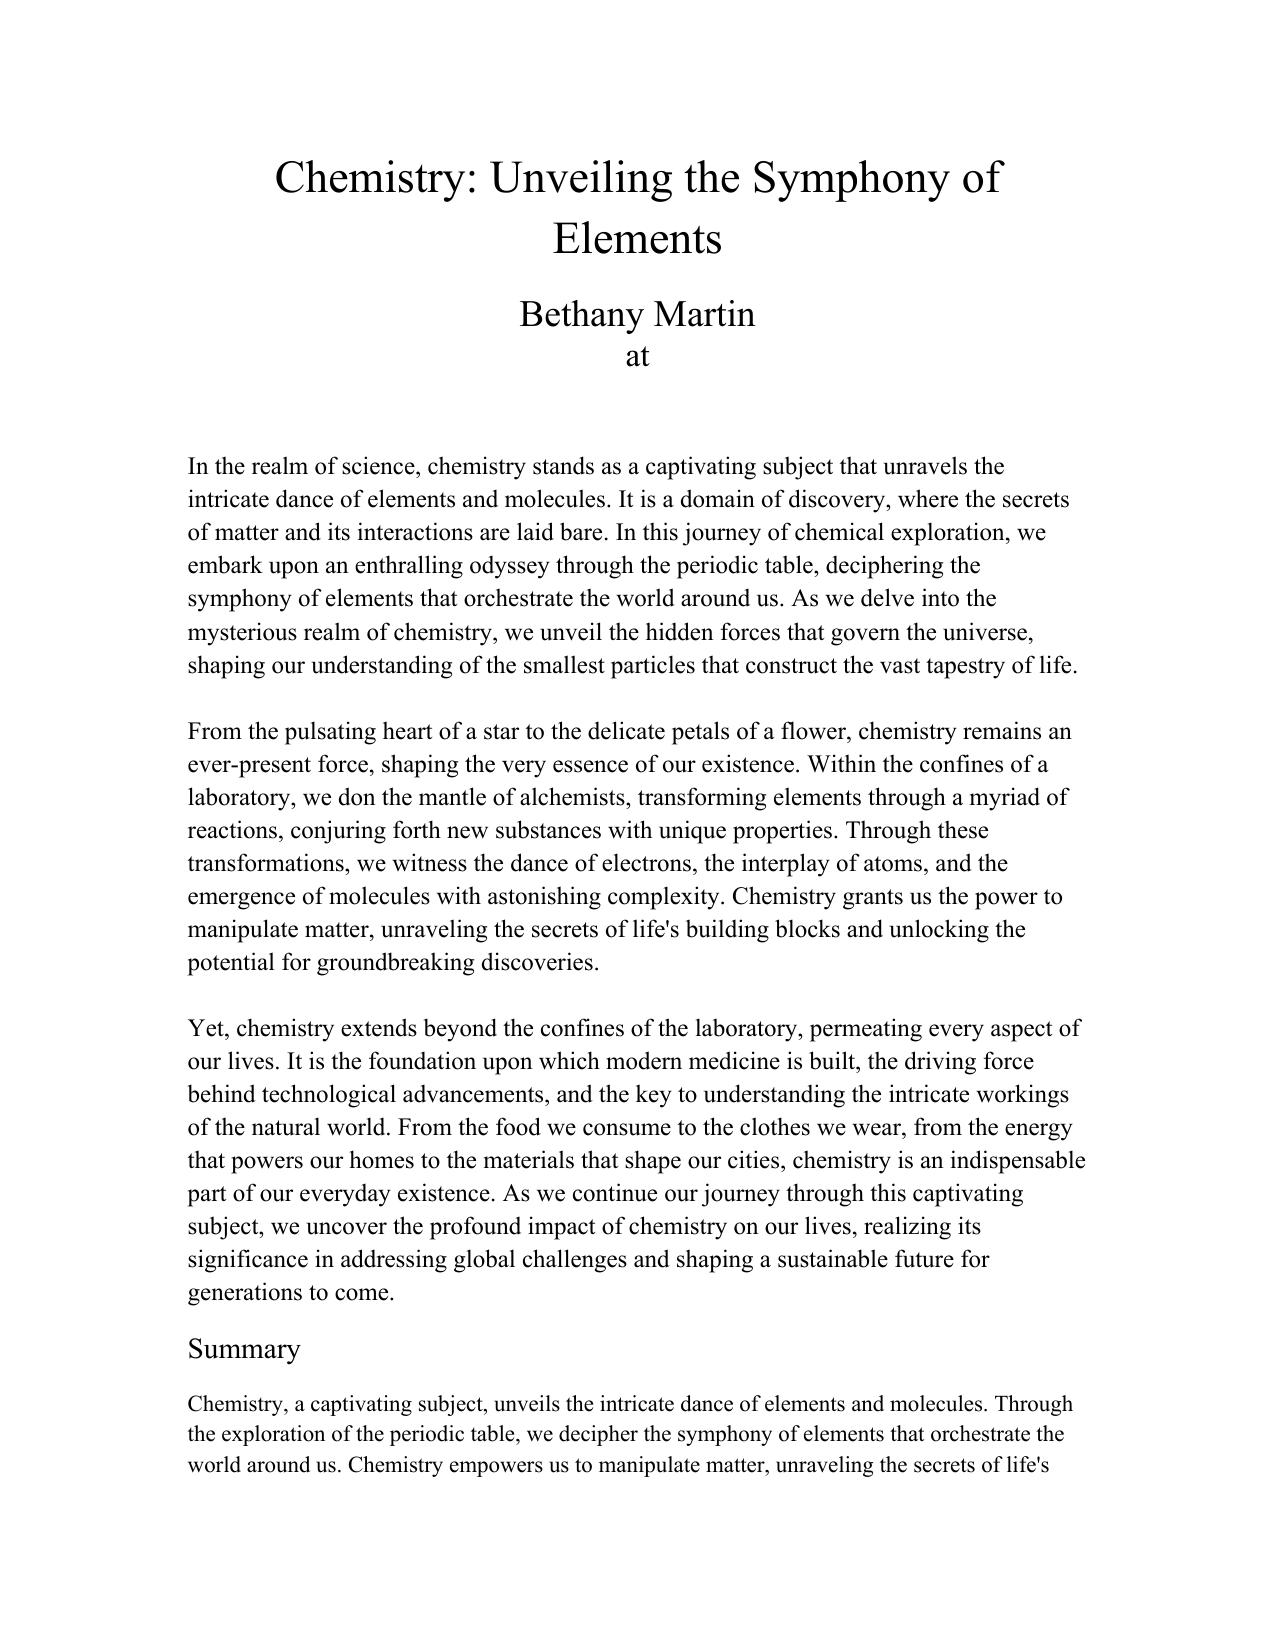 Chemistry: Unveiling the Symphony of
Elements
Bethany Martin
at
In the realm of science, chemistry stands as a captivating subject that unravels the
intricate dance of elements and molecules. It is a domain of discovery, where the secrets
of matter and its interactions are laid bare. In this journey of chemical exploration, we
embark upon an enthralling odyssey through the periodic table, deciphering the
symphony of elements that orchestrate the world around us. As we delve into the
mysterious realm of chemistry, we unveil the hidden forces that govern the universe,
shaping our understanding of the smallest particles that construct the vast tapestry of life.
From the pulsating heart of a star to the delicate petals of a flower, chemistry remains an
ever-present force, shaping the very essence of our existence. Within the confines of a
laboratory, we don the mantle of alchemists, transforming elements through a myriad of
reactions, conjuring forth new substances with unique properties. Through these
transformations, we witness the dance of electrons, the interplay of atoms, and the
emergence of molecules with astonishing complexity. Chemistry grants us the power to
manipulate matter, unraveling the secrets of life's building blocks and unlocking the
potential for groundbreaking discoveries.
Yet, chemistry extends beyond the confines of the laboratory, permeating every aspect of
our lives. It is the foundation upon which modern medicine is built, the driving force
behind technological advancements, and the key to understanding the intricate workings
of the natural world. From the food we consume to the clothes we wear, from the energy
that powers our homes to the materials that shape our cities, chemistry is an indispensable
part of our everyday existence. As we continue our journey through this captivating
subject, we uncover the profound impact of chemistry on our lives, realizing its
significance in addressing global challenges and shaping a sustainable future for
generations to come.
Summary
Chemistry, a captivating subject, unveils the intricate dance of elements and molecules. Through
the exploration of the periodic table, we decipher the symphony of elements that orchestrate the
world around us. Chemistry empowers us to manipulate matter, unraveling the secrets of life's